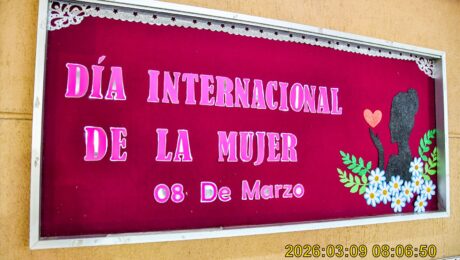 DÍA INTERNACIONAL
DE LA MUJER
08 De Marzo
2026:03:09 08:06:50